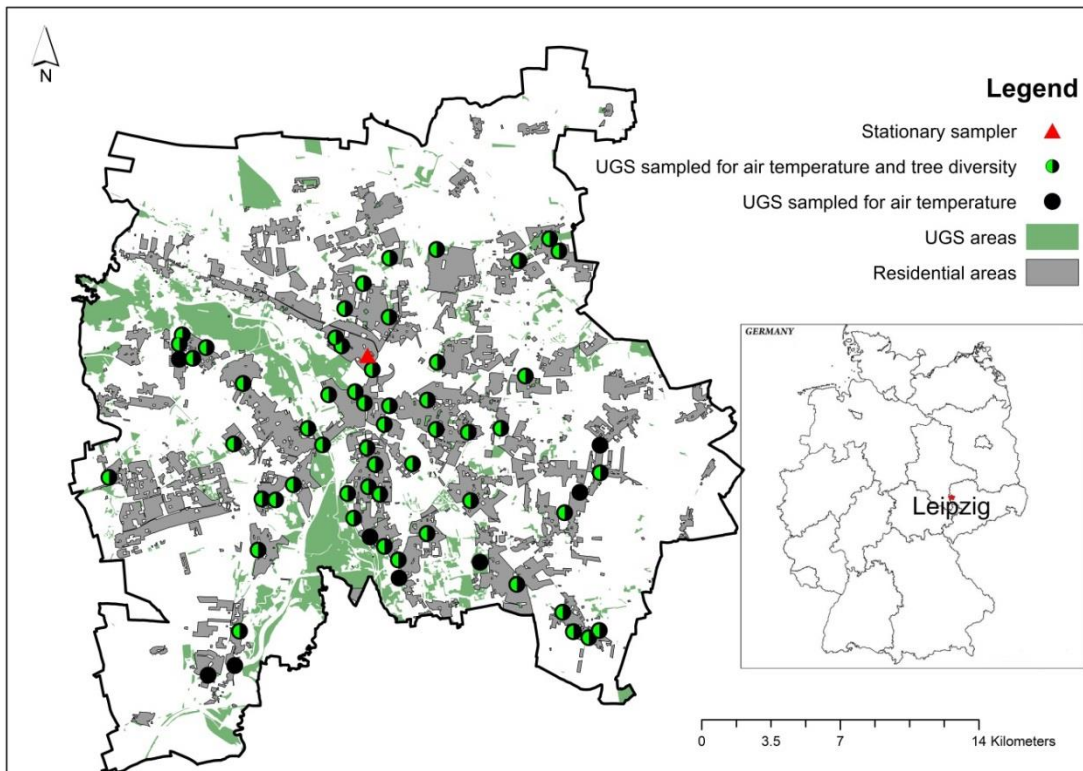 N
Legend
Stationary sampler
UGS sampled for air temperature and tree diversity
UGS sampled for air temperature
UGS areas
Residential areas
GERMANY
Leipzig
0 3.5 7 14 Kilometers